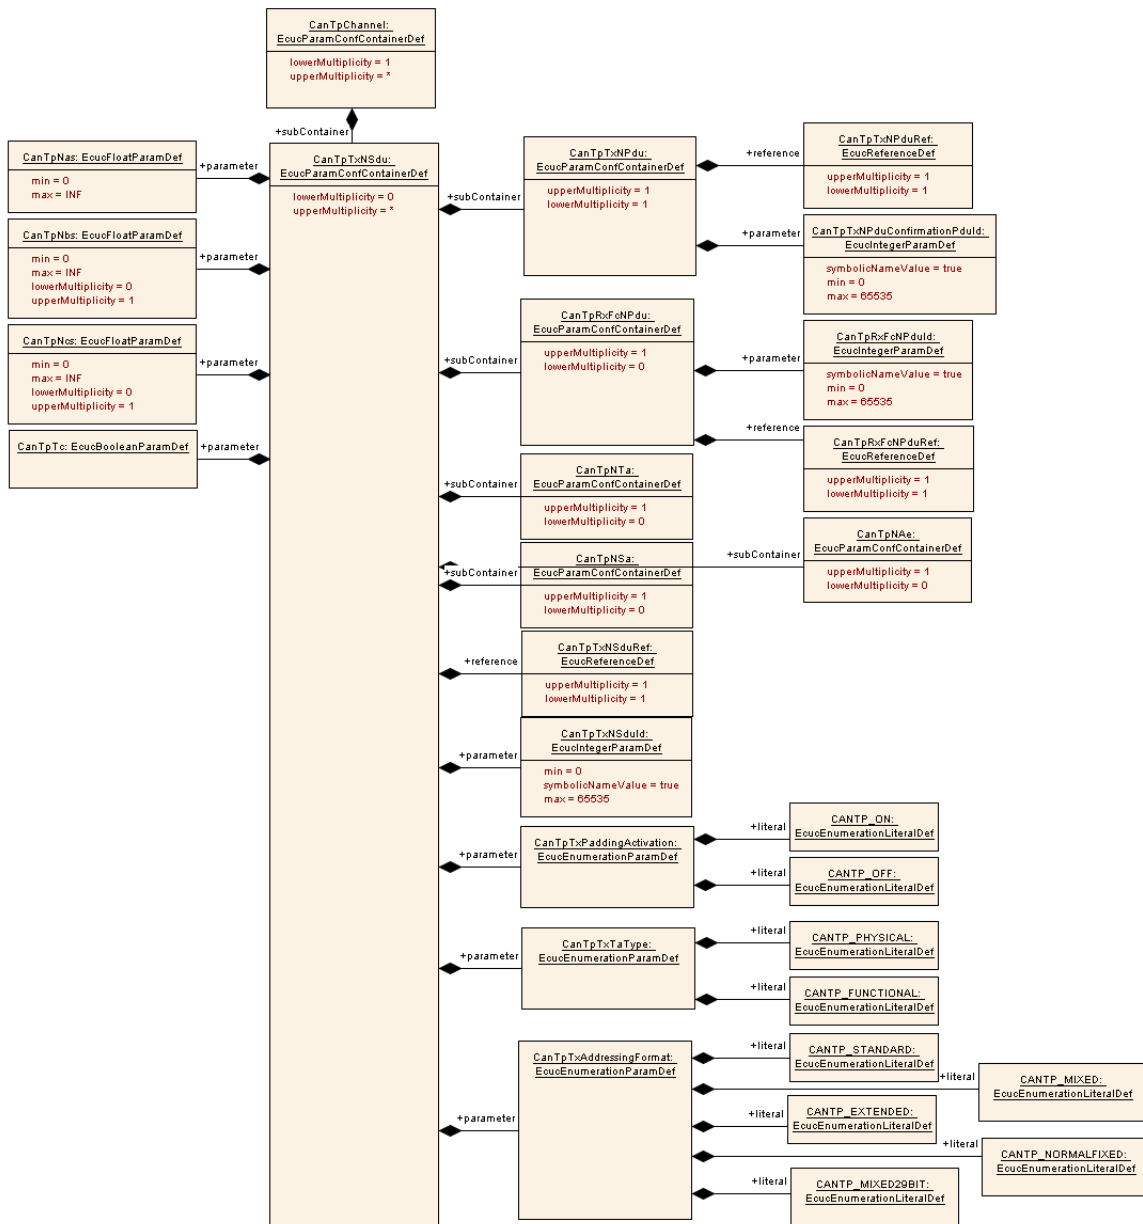 CanTpChannel:
EcucParamConfContainerDef
lowerMultiplicity = 1
upperMultiplicity = *
+subContainer
CanTpTxNSdu:
EcucParamConfContainerDef
lowerMultiplicity = 0
upperMultiplicity = *
CanTpNas: EcucFloatParamDef
min = 0
max = INF
+parameter
CanTpNbs: EcucFloatParamDef
min = 0
max = INF
lowerMultiplicity = 0
upperMultiplicity = 1
+parameter
CanTpNcs: EcucFloatParamDef
min = 0
max = INF
lowerMultiplicity = 0
upperMultiplicity = 1
+parameter
CanTpTc: EcucBooleanParamDef
+parameter
+subContainer
CanTpTxNPdu:
EcucParamConfContainerDef
upperMultiplicity = 1
lowerMultiplicity = 1
+reference
CanTpTxNPduRef:
EcucReferenceDef
upperMultiplicity = 1
lowerMultiplicity = 1
+parameter
CanTpTxNPduConfirmationPduId:
EcucIntegerParamDef
symbolicNameValue = true
min = 0
max = 65535
+subContainer
CanTpRxFcNPdu:
EcucParamConfContainerDef
upperMultiplicity = 1
lowerMultiplicity = 0
+parameter
CanTpRxFcNPduId:
EcucIntegerParamDef
symbolicNameValue = true
min = 0
max = 65535
+reference
CanTpRxFcNPduRef:
EcucReferenceDef
upperMultiplicity = 1
lowerMultiplicity = 1
+subContainer
CanTpNTa:
EcucParamConfContainerDef
upperMultiplicity = 1
lowerMultiplicity = 0
+subContainer
CanTpNAe:
EcucParamConfContainerDef
upperMultiplicity = 1
lowerMultiplicity = 0
+subContainer
CanTpNSa:
EcucParamConfContainerDef
upperMultiplicity = 1
lowerMultiplicity = 0
+reference
CanTpTxNSduRef:
EcucReferenceDef
upperMultiplicity = 1
lowerMultiplicity = 1
+parameter
CanTpTxNSduId:
EcucIntegerParamDef
min = 0
symbolicNameValue = true
max = 65535
+parameter
CanTpTxPaddingActivation:
EcucEnumerationParamDef
+literal
CANTP_ON:
EcucEnumerationLiteralDef
+literal
CANTP_OFF:
EcucEnumerationLiteralDef
+parameter
CanTpTxTaType:
EcucEnumerationParamDef
+literal
CANTP_PHYSICAL:
EcucEnumerationLiteralDef
+literal
CANTP_FUNCTIONAL:
EcucEnumerationLiteralDef
+parameter
CanTpTxAddressingFormat:
EcucEnumerationParamDef
+literal
CANTP_STANDARD:
EcucEnumerationLiteralDef
+literal
CANTP_MIXED:
EcucEnumerationLiteralDef
+literal
CANTP_EXTENDED:
EcucEnumerationLiteralDef
+literal
CANTP_NORMALFIXED:
EcucEnumerationLiteralDef
+literal
CANTP_MIXED29BIT:
EcucEnumerationLiteralDef